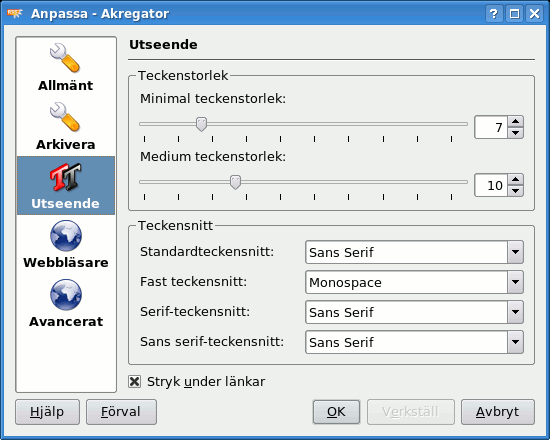 Anpassa - Akregator
Allmänt
Arkivera
Utseende
Webbläsare
Avancerat
Utseende
Teckenstorlek
Minimal teckenstorlek:
7
Medium teckenstorlek:
10
Teckensnitt
Standardteckensnitt: Sans Serif
Fast teckensnitt: Monospace
Serif-teckensnitt: Sans Serif
Sans serif-teckensnitt: Sans Serif
Stryk under länkar
Hjälp Förval OK Verkställ Avbryt